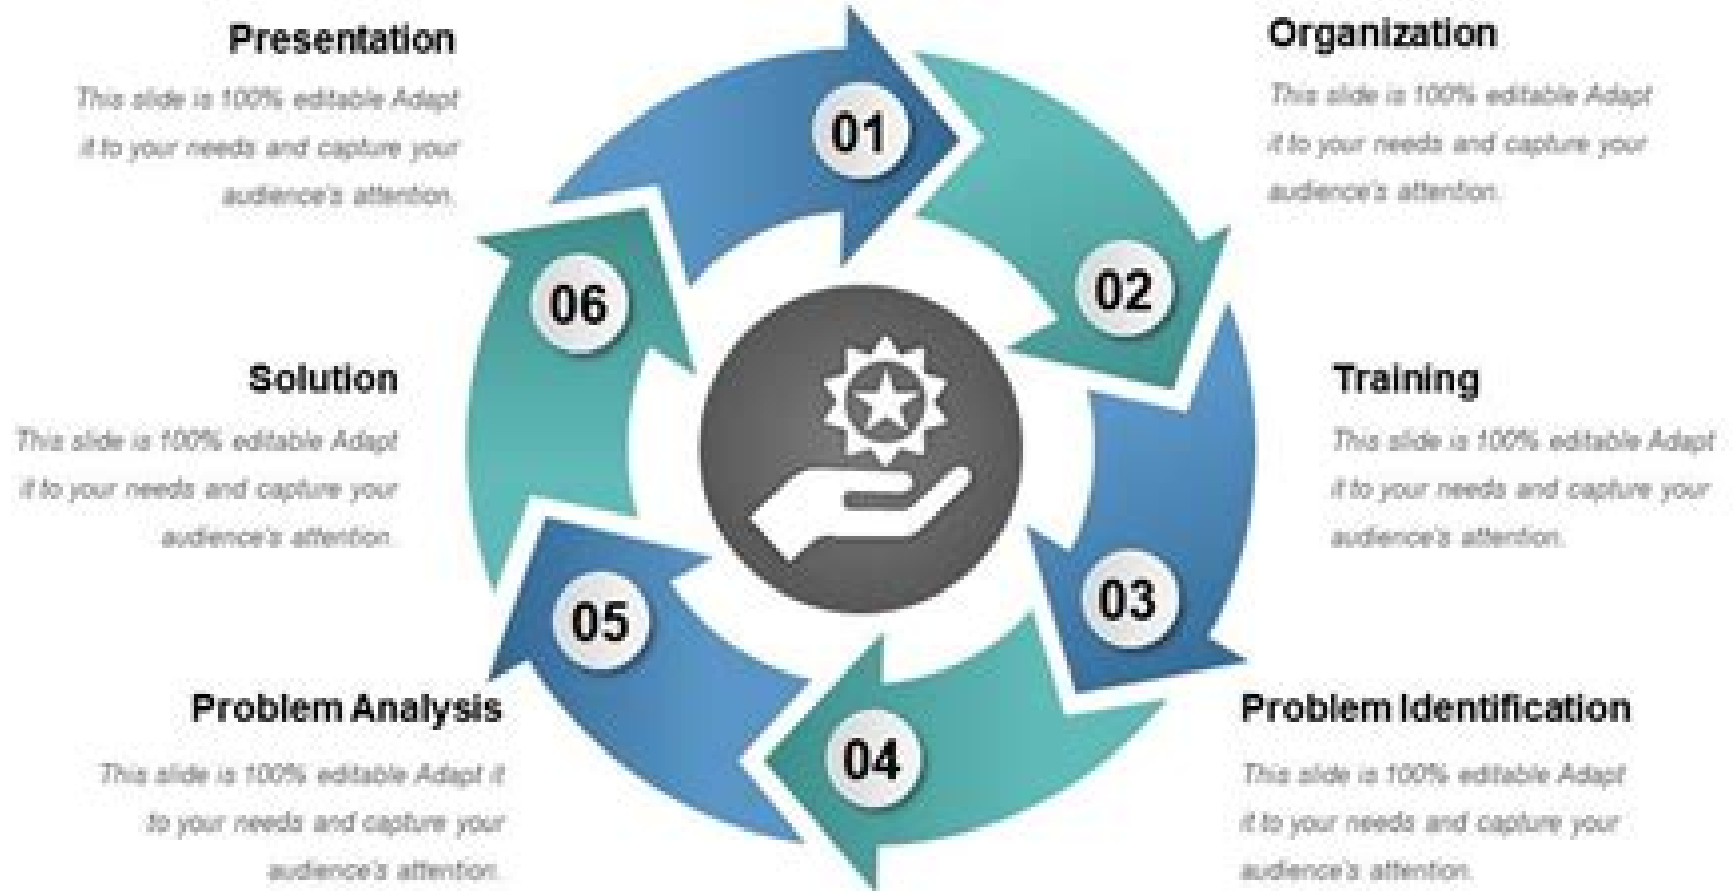 Presentation
This slide is 100% editable Adapt
it to your needs and capture your
audience's attention.
Organization
This slide is 100% editable Adapt
it to your needs and capture your
audience's attention.
01
02
06
Solution
This slide is 100% editable Adapt
it to your needs and capture your
audience's attention.
Training
This slide is 100% editable Adapt
it to your needs and capture your
audience's attention.
05
03
04
Problem Analysis
This slide is 100% editable Adapt it
to your needs and capture your
audience's attention.
Problem Identification
This slide is 100% editable Adapt
it to your needs and capture your
audience's attention.